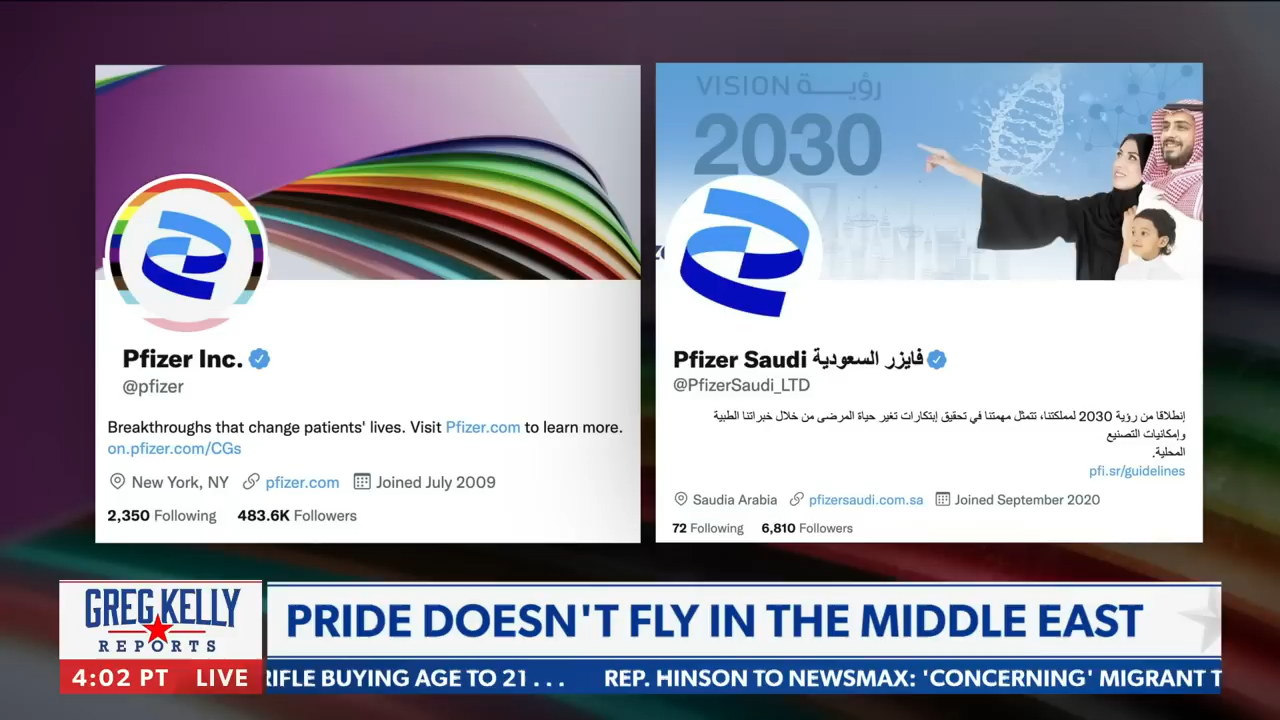 VISION رؤيـــة
2030
Pfizer Inc.
@pfizer
Breakthroughs that change patients' lives. Visit Pfizer.com to learn more.
on.pfizer.com/CGs
New York, NY pfizer.com Joined July 2009
2,350 Following 483.6K Followers
Pfizer Saudi فايزر السعودية
@PfizerSaudi_LTD
إنطلاقا من رؤية 2030 لمملكتنا، تتمثل مهمتنا في تحقيق إبتكارات تغير حياة المرضى من خلال خبراتنا الطبية
وإمكانيات التصنيع
المحلية.
pfi.sr/guidelines
Saudia Arabia pfizersaudi.com.sa Joined September 2020
72 Following 6,810 Followers
GREG KELLY
REPORTS
PRIDE DOESN'T FLY IN THE MIDDLE EAST
4:02 PT LIVE
RIFLE BUYING AGE TO 21 . . . REP. HINSON TO NEWSMAX: 'CONCERNING' MIGRANT T